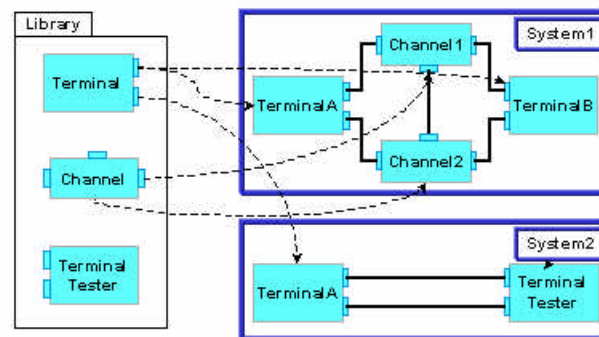 Library
Terminal
Channel
Terminal
Tester
System1
Channel1
TerminalA
TerminalB
Channel2
System2
TerminalA
Terminal
Tester